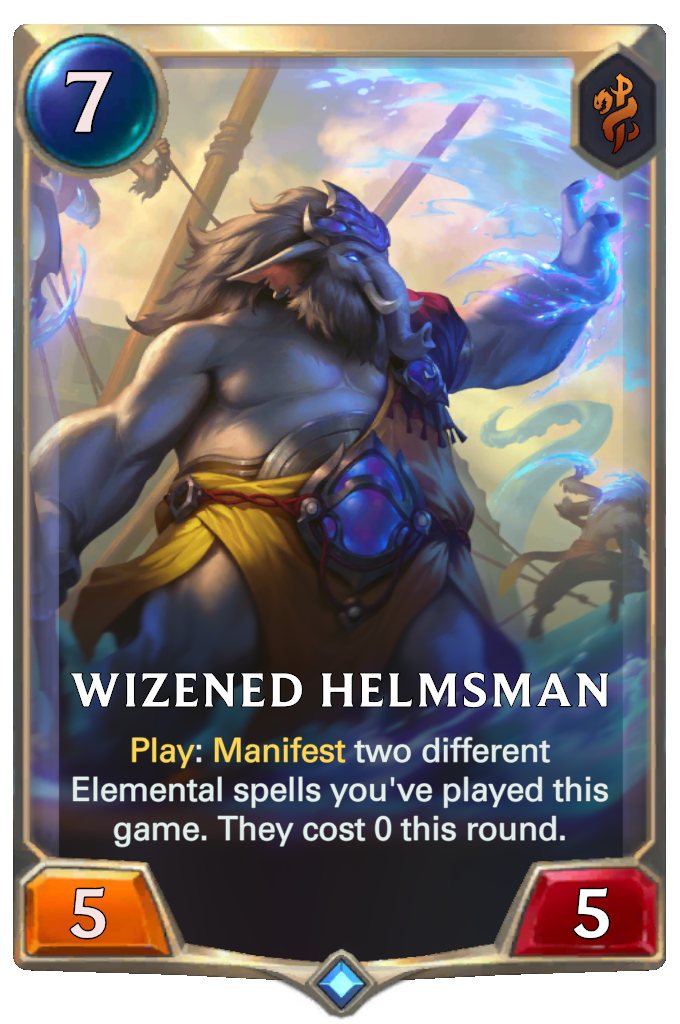 7
WIZENED HELMSMAN
Play: Manifest two different
Elemental spells you've played this
game. They cost 0 this round.
5 5